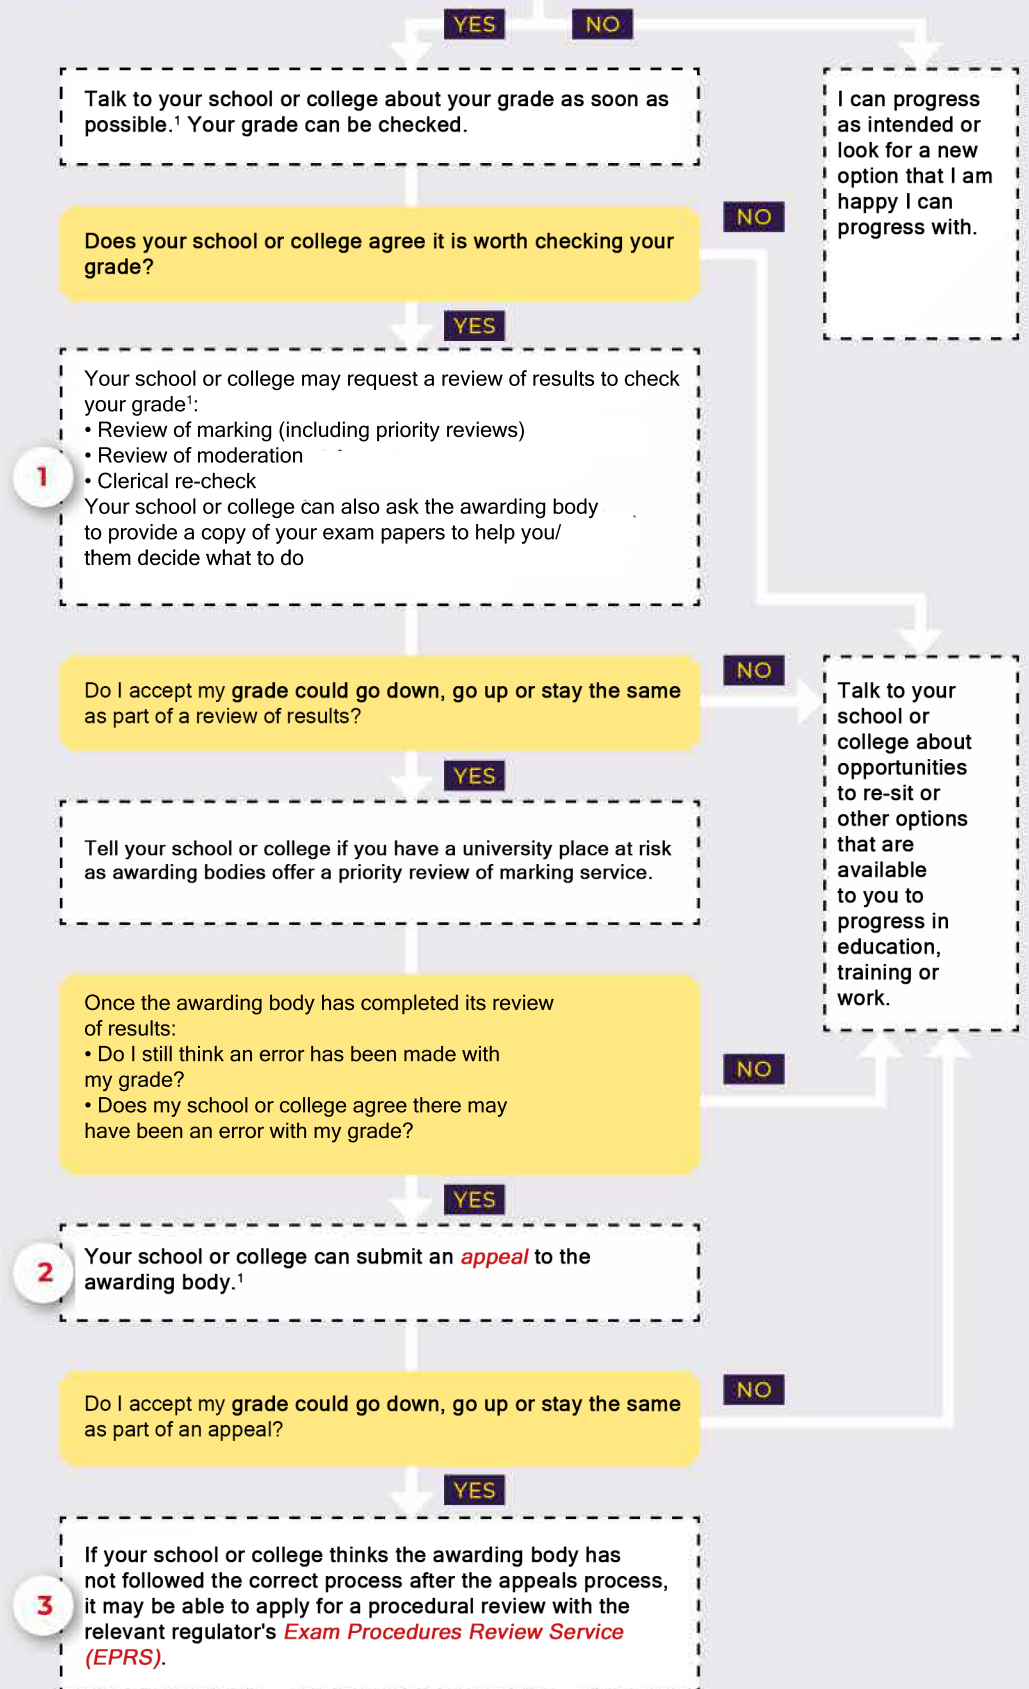 YES
NO
Talk to your school or college about your grade as soon as
possible.¹ Your grade can be checked.
I can progress
as intended or
look for a new
option that I am
happy I can
progress with.
Does your school or college agree it is worth checking your
grade?
NO
YES
1
Your school or college may request a review of results to check
your grade¹:
• Review of marking (including priority reviews)
• Review of moderation
• Clerical re-check
Your school or college can also ask the awarding body
to provide a copy of your exam papers to help you/
them decide what to do
Do I accept my grade could go down, go up or stay the same
as part of a review of results?
NO
YES
Talk to your
school or
college about
opportunities
to re-sit or
other options
that are
available
to you to
progress in
education,
training or
work.
Tell your school or college if you have a university place at risk
as awarding bodies offer a priority review of marking service.
Once the awarding body has completed its review
of results:
• Do I still think an error has been made with
my grade?
• Does my school or college agree there may
have been an error with my grade?
NO
YES
2
Your school or college can submit an appeal to the
awarding body.¹
Do I accept my grade could go down, go up or stay the same
as part of an appeal?
NO
YES
3
If your school or college thinks the awarding body has
not followed the correct process after the appeals process,
it may be able to apply for a procedural review with the
relevant regulator's Exam Procedures Review Service
(EPRS).